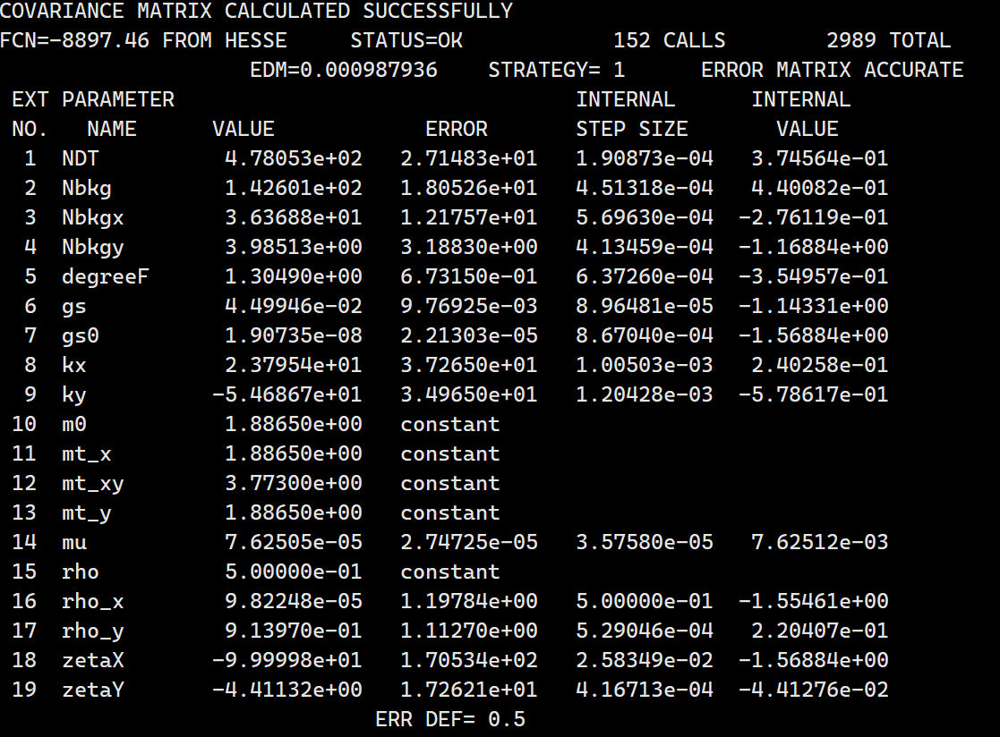 COVARIANCE MATRIX CALCULATED SUCCESSFULLY
FCN=-8897.46 FROM HESSE     STATUS=OK            152 CALLS        2989 TOTAL
                    EDM=0.000987936    STRATEGY= 1      ERROR MATRIX ACCURATE
 EXT PARAMETER                                INTERNAL      INTERNAL
 NO.   NAME      VALUE            ERROR       STEP SIZE       VALUE
  1  NDT          4.78053e+02   2.71483e+01   1.90873e-04   3.74564e-01
  2  Nbkg         1.42601e+02   1.80526e+01   4.51318e-04   4.40082e-01
  3  Nbkgx        3.63688e+01   1.21757e+01   5.69630e-04  -2.76119e-01
  4  Nbkgy        3.98513e+00   3.18830e+00   4.13459e-04  -1.16884e+00
  5  degreeF      1.30490e+00   6.73150e-01   6.37260e-04  -3.54957e-01
  6  gs           4.49946e-02   9.76925e-03   8.96481e-05  -1.14331e+00
  7  gs0          1.90735e-08   2.21303e-05   8.67040e-04  -1.56884e+00
  8  kx           2.37954e+01   3.72650e+01   1.00503e-03   2.40258e-01
  9  ky          -5.46867e+01   3.49650e+01   1.20428e-03  -5.78617e-01
 10  m0           1.88650e+00   constant
 11  mt_x         1.88650e+00   constant
 12  mt_xy        3.77300e+00   constant
 13  mt_y         1.88650e+00   constant
 14  mu           7.62505e-05   2.74725e-05   3.57580e-05   7.62512e-03
 15  rho          5.00000e-01   constant
 16  rho_x        9.82248e-05   1.19784e+00   5.00000e-01  -1.55461e+00
 17  rho_y        9.13970e-01   1.11270e+00   5.29046e-04   2.20407e-01
 18  zetaX       -9.99998e+01   1.70534e+02   2.58349e-02  -1.56884e+00
 19  zetaY       -4.41132e+00   1.72621e+01   4.16713e-04  -4.41276e-02
                              ERR DEF= 0.5